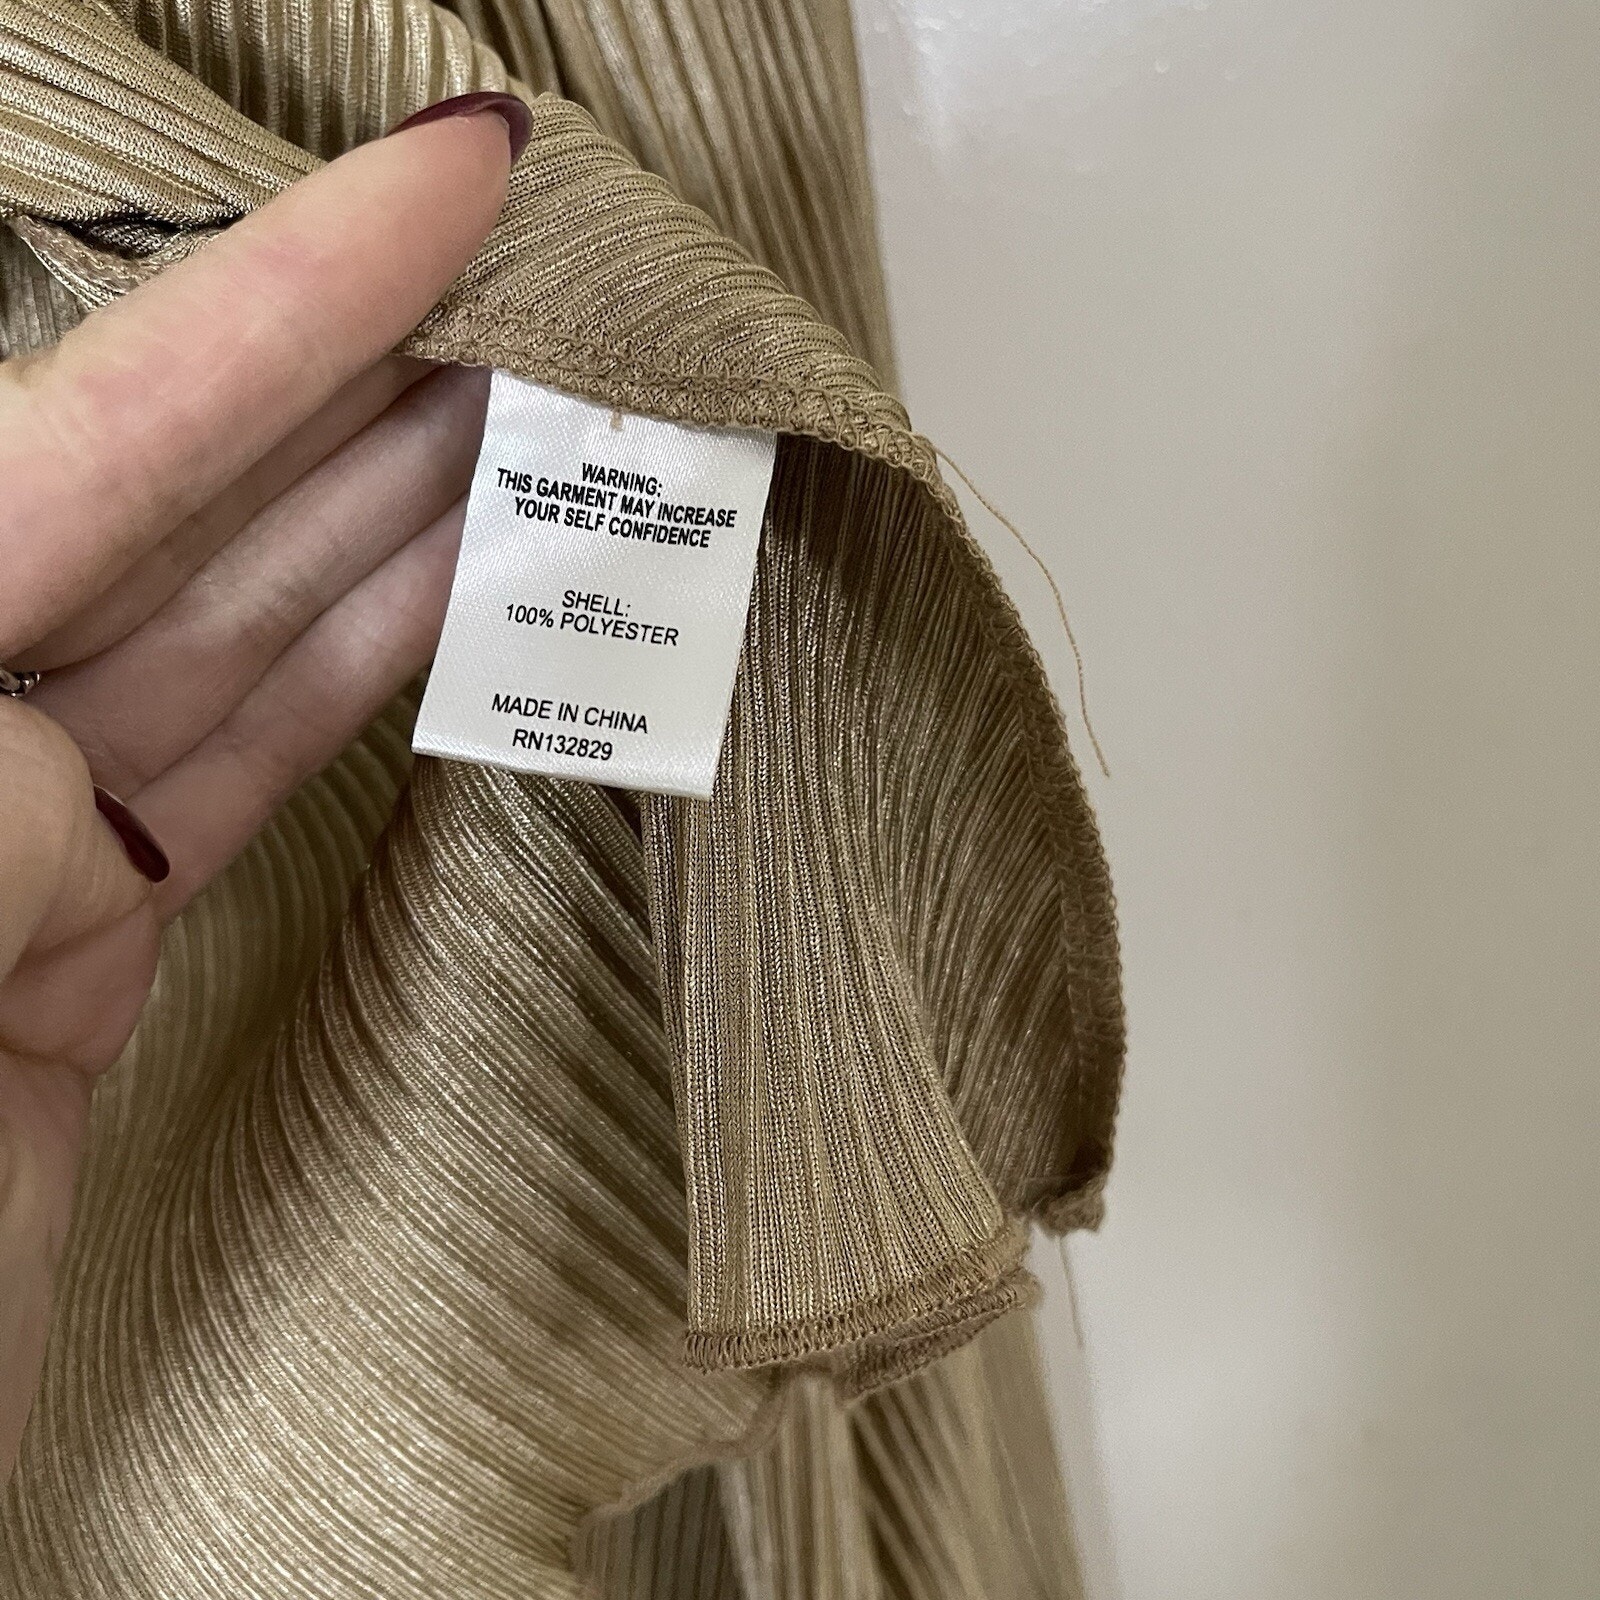 WARNING:
THIS GARMENT MAY INCREASE
YOUR SELF CONFIDENCE
SHELL:
100% POLYESTER
MADE IN CHINA
RN132829